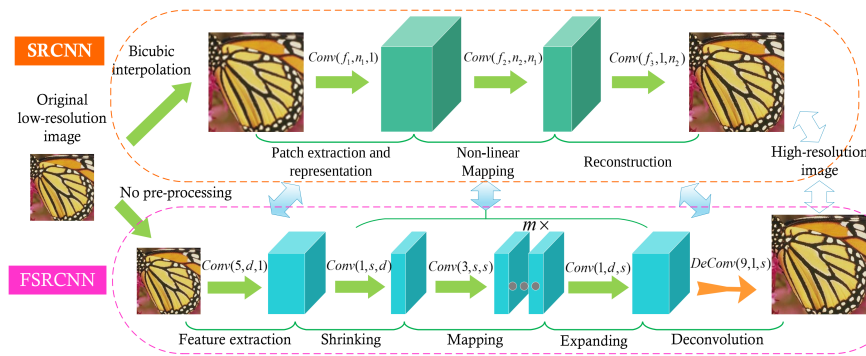 SRCNN
Bicubic
interpolation
Conv(f₁,n₁,1)
Conv(f₂,n₂,n₁)
Conv(f₃,1,n₂)
Original
low-resolution
image
Patch extraction and
representation
Non-linear
Mapping
Reconstruction
High-resolution
image
No pre-processing
FSRCNN
m×
Conv(5,d,1)
Conv(1,s,d)
Conv(3,s,s)
Conv(1,d,s)
DeConv(9,1,s)
Feature extraction
Shrinking
Mapping
Expanding
Deconvolution